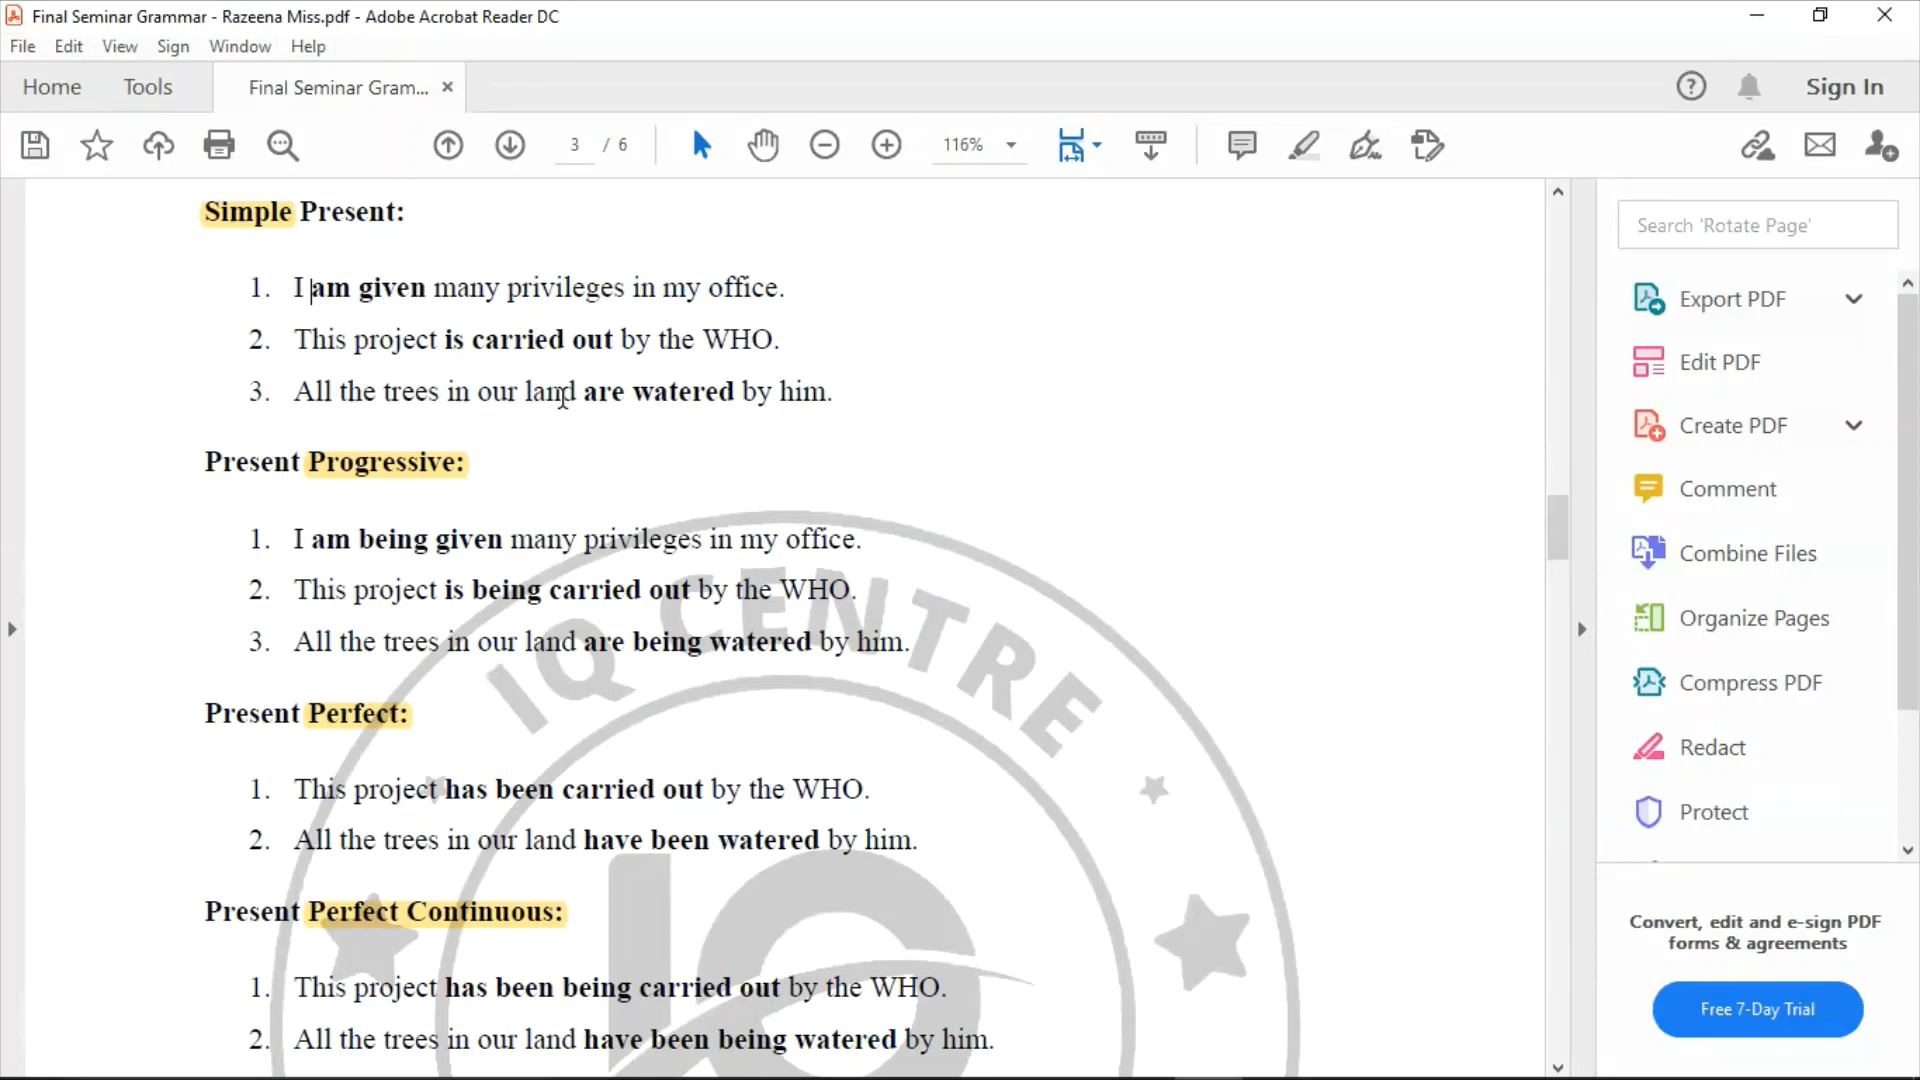 Final Seminar Grammar - Razeena Miss.pdf - Adobe Acrobat Reader DC
File Edit View Sign Window Help
Home Tools Final Seminar Gram... × Sign In
3 / 6 116%
Simple Present:
1. I am given many privileges in my office.
2. This project is carried out by the WHO.
3. All the trees in our land are watered by him.
Present Progressive:
1. I am being given many privileges in my office.
2. This project is being carried out by the WHO.
3. All the trees in our land are being watered by him.
Present Perfect:
1. This project has been carried out by the WHO.
2. All the trees in our land have been watered by him.
Present Perfect Continuous:
1. This project has been being carried out by the WHO.
2. All the trees in our land have been being watered by him.
IQ CENTRE
IQ
Search 'Rotate Page'
Export PDF
Edit PDF
Create PDF
Comment
Combine Files
Organize Pages
Compress PDF
Redact
Protect
Convert, edit and e-sign PDF
forms & agreements
Free 7-Day Trial